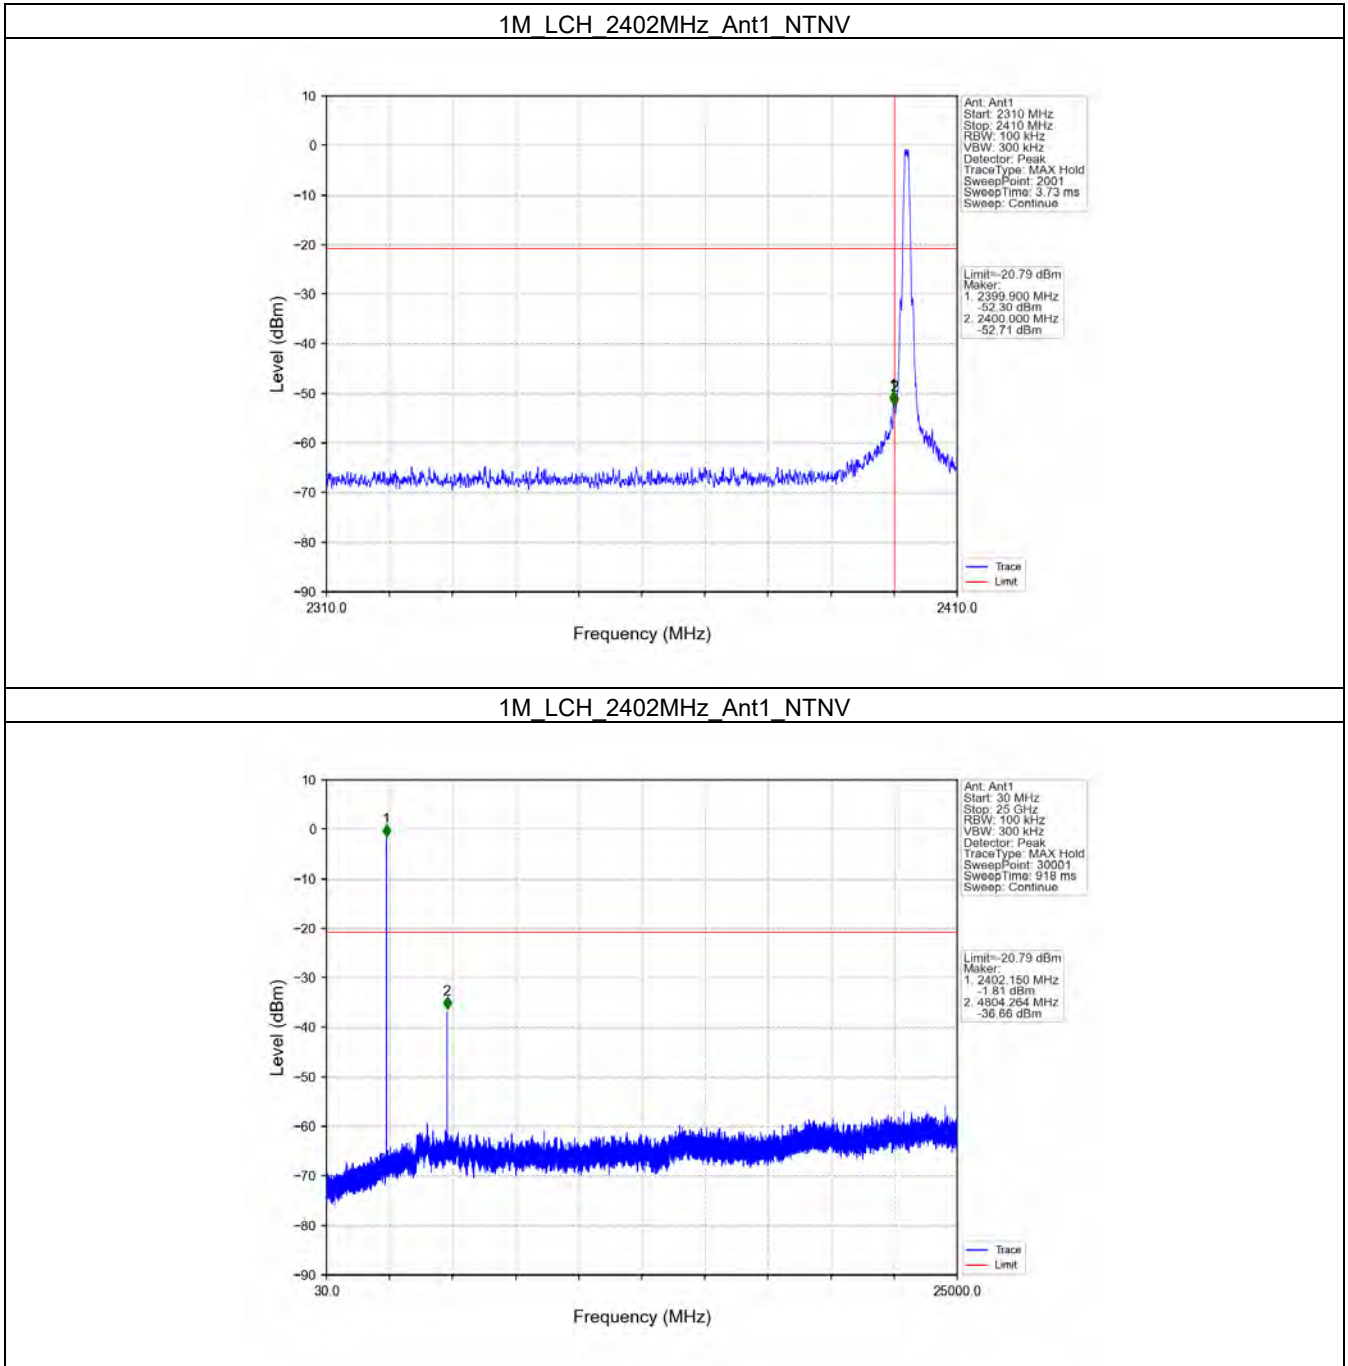 1M_LCH_2402MHz_Ant1_NTNV
10
0
−10
−20
−30
−40
−50
−60
−70
−80
−90
Level (dBm)
2310.0
2410.0
Frequency (MHz)
1
2
Ant: Ant1
Start: 2310 MHz
Stop: 2410 MHz
RBW: 100 kHz
VBW: 300 kHz
Detector: Peak
TraceType: MAX Hold
SweepPoint: 2001
SweepTime: 3.73 ms
Sweep: Continue
Limit=-20.79 dBm
Maker:
1. 2399.900 MHz
-52.30 dBm
2. 2400.000 MHz
-52.71 dBm
Trace
Limit
1M_LCH_2402MHz_Ant1_NTNV
10
0
−10
−20
−30
−40
−50
−60
−70
−80
−90
Level (dBm)
30.0
25000.0
Frequency (MHz)
1
2
Ant: Ant1
Start: 30 MHz
Stop: 25 GHz
RBW: 100 kHz
VBW: 300 kHz
Detector: Peak
TraceType: MAX Hold
SweepPoint: 30001
SweepTime: 918 ms
Sweep: Continue
Limit=-20.79 dBm
Maker:
1. 2402.150 MHz
-1.81 dBm
2. 4804.264 MHz
-36.66 dBm
Trace
Limit